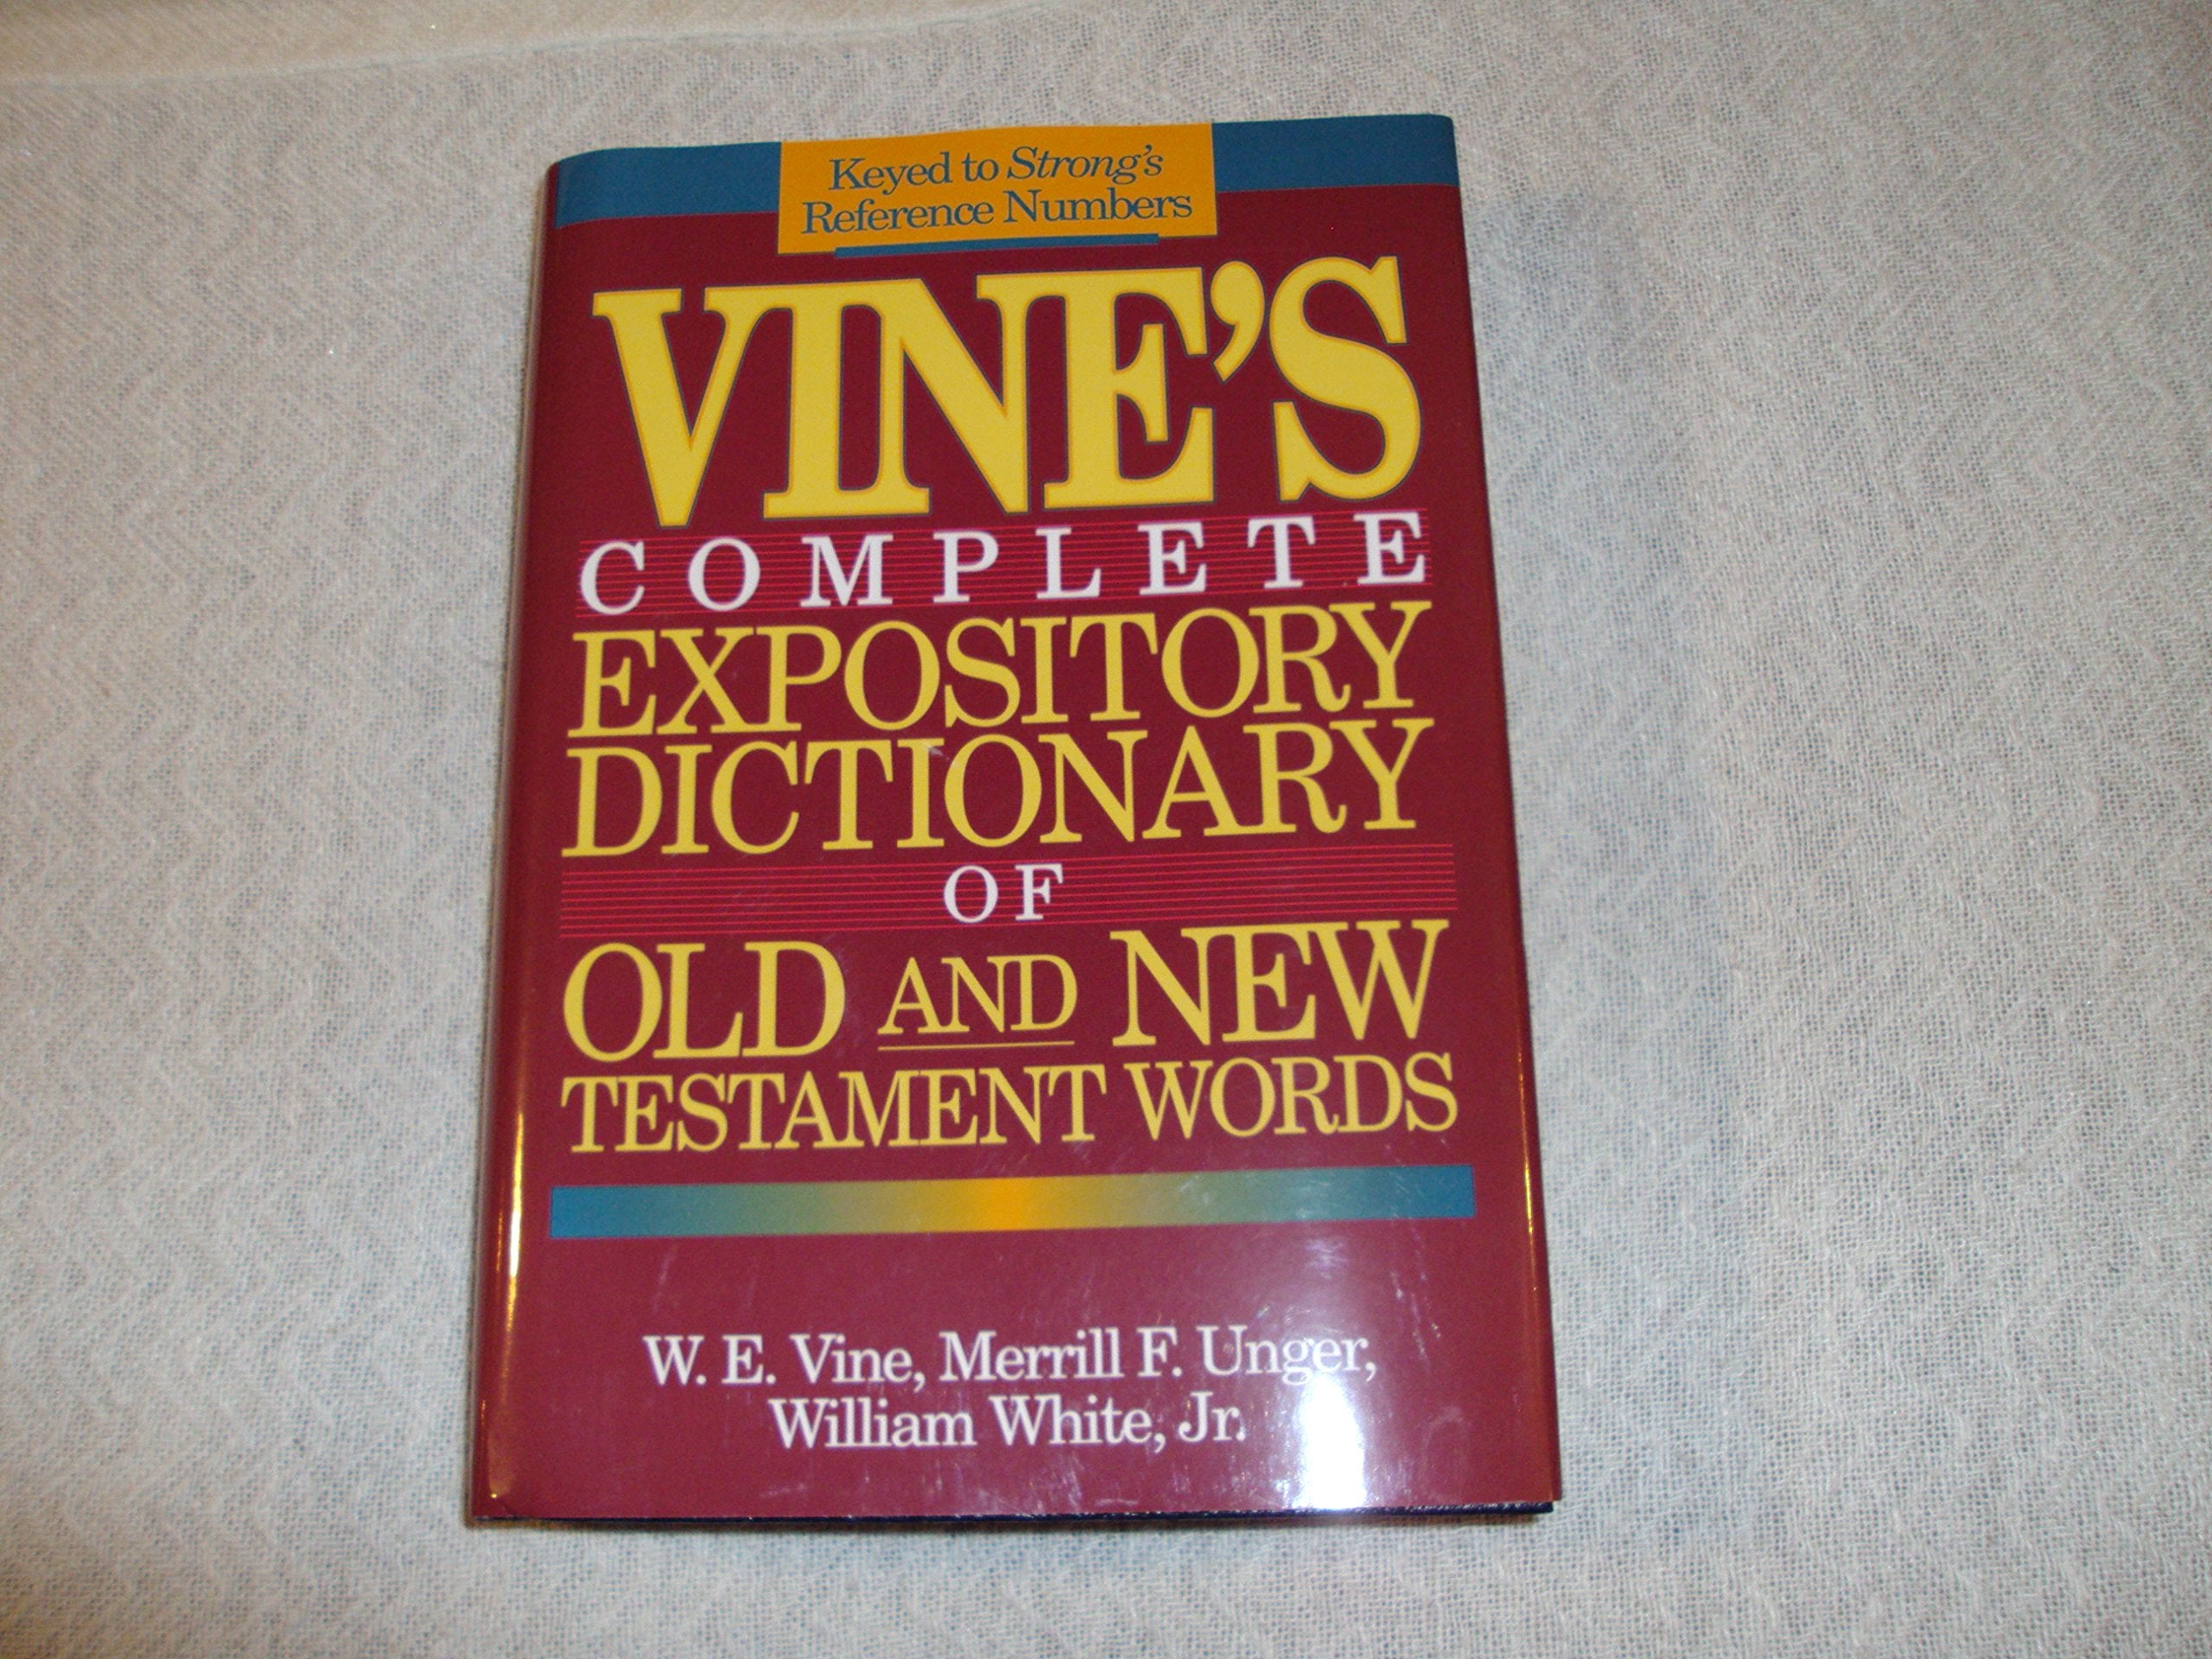 Keyed to Strong's
Reference Numbers
VINE'S
COMPLETE
EXPOSITORY
DICTIONARY
OF
OLD AND NEW
TESTAMENT WORDS
W. E. Vine, Merrill F. Unger,
William White, Jr.